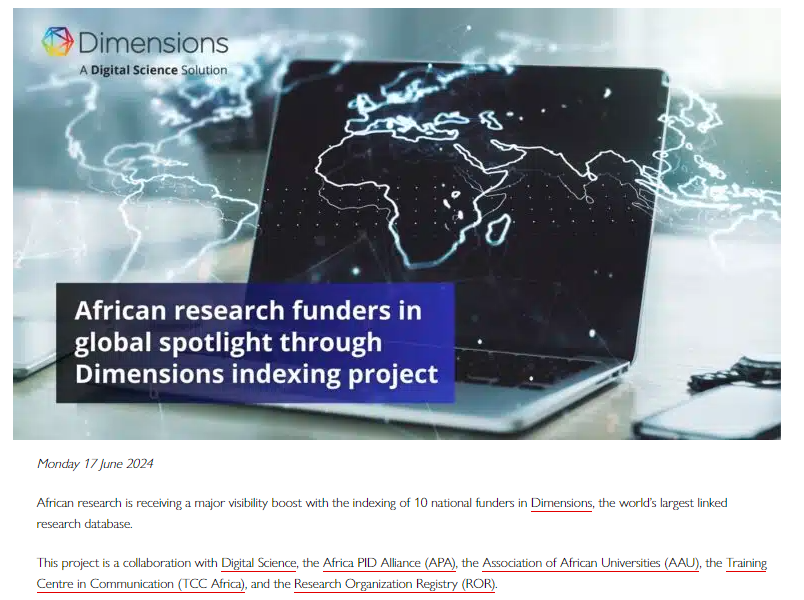 Dimensions
A Digital Science Solution
African research funders in
global spotlight through
Dimensions indexing project
Monday 17 June 2024
African research is receiving a major visibility boost with the indexing of 10 national funders in Dimensions, the world's largest linked
research database.
This project is a collaboration with Digital Science, the Africa PID Alliance (APA), the Association of African Universities (AAU), the Training
Centre in Communication (TCC Africa), and the Research Organization Registry (ROR).